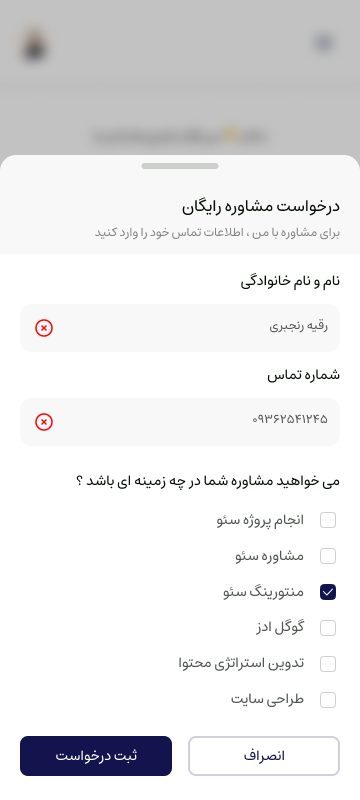 درخواست مشاوره رایگان
برای مشاوره با من ، اطلاعات تماس خود را وارد کنید
نام و نام خانوادگی
رقیه رنجبری
شماره تماس
۰۹۳۶۲۵۴۱۲۴۵
می خواهید مشاوره شما در چه زمینه ای باشد ؟
انجام پروژه سئو
مشاوره سئو
منتورینگ سئو
گوگل ادز
تدوین استراتژی محتوا
طراحی سایت
انصراف
ثبت درخواست